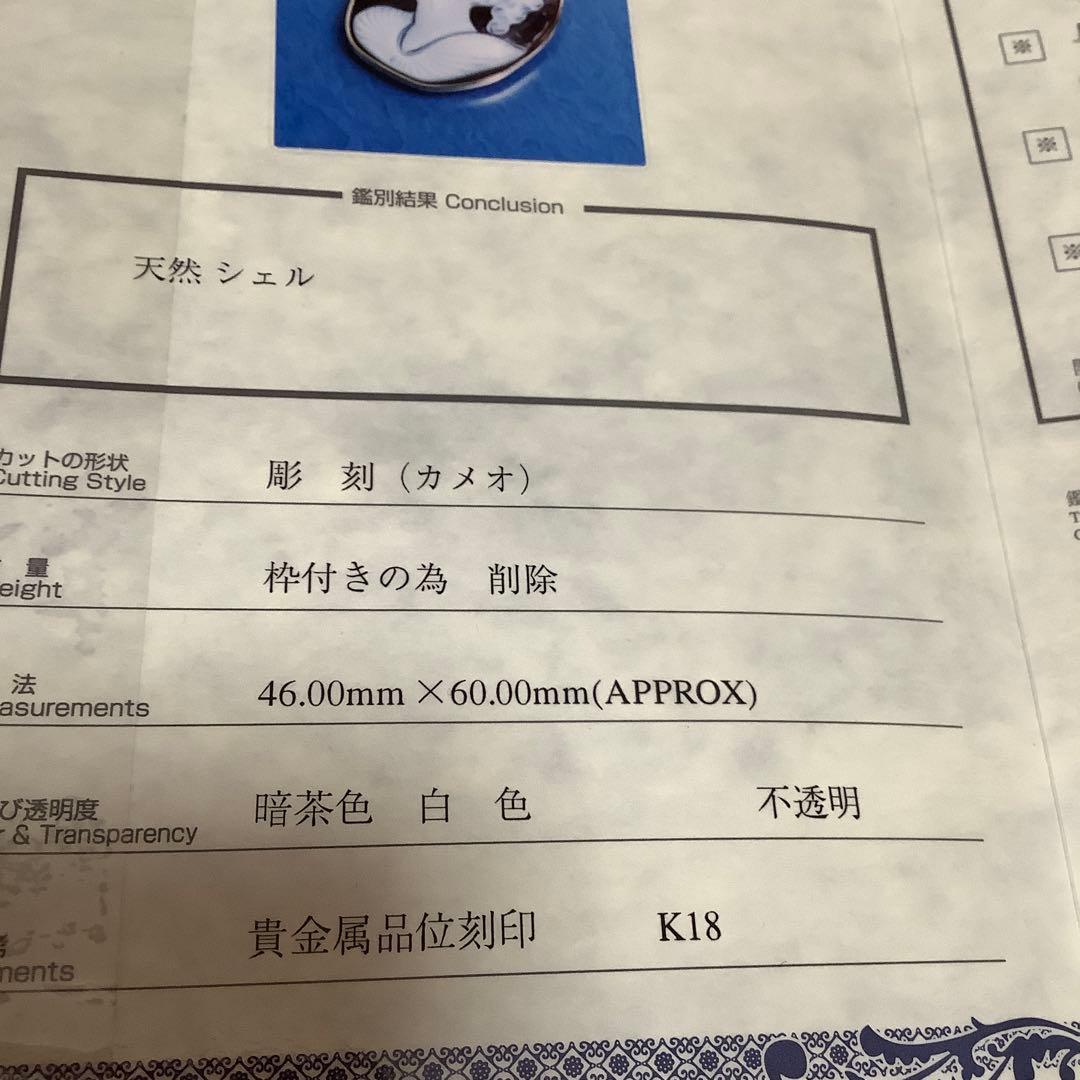 鑑別結果 Conclusion
天然 シェル
カットの形状
Cutting Style
彫 刻 (カメオ)
量
eight
枠付きの為 削除
法
asurements
46.00mm×60.00mm(APPROX)
び透明度
r & Transparency
暗茶色 白 色 不透明
ments
貴金属品位刻印 K18
※
※
※